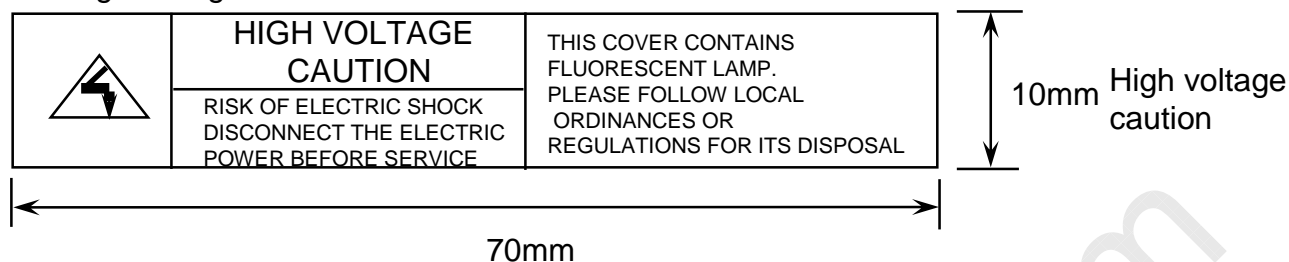 HIGH VOLTAGE
CAUTION
RISK OF ELECTRIC SHOCK
DISCONNECT THE ELECTRIC
POWER BEFORE SERVICE
THIS COVER CONTAINS
FLUORESCENT LAMP.
PLEASE FOLLOW LOCAL
ORDINANCES OR
REGULATIONS FOR ITS DISPOSAL
10mm
High voltage
caution
70mm